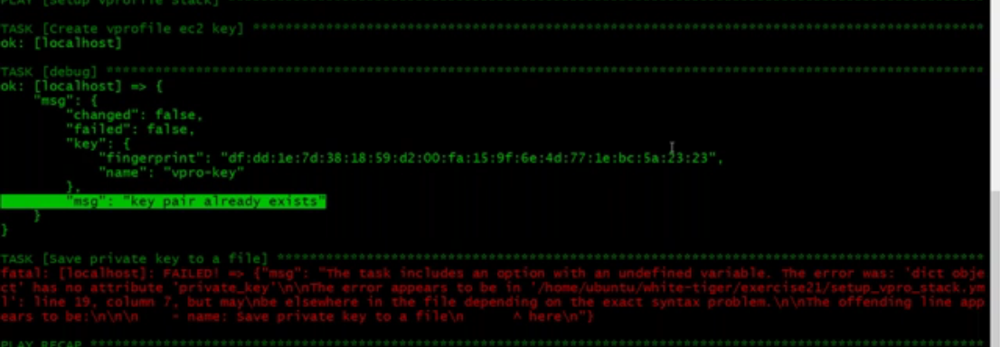 PLAY [Setup vprofile stack] ****************************************
TASK [Create vprofile ec2 key] ****************************************
ok: [localhost]
TASK [debug] ****************************************
ok: [localhost] => {
"msg": {
"changed": false,
"failed": false,
"key": {
"fingerprint": "df:dd:1e:7d:38:18:59:d2:00:fa:15:9f:6e:4d:77:1e:bc:5a:23:23",
"name": "vpro-key"
},
"msg": "key pair already exists"
}
}
TASK [Save private key to a file] ****************************************
fatal: [localhost]: FAILED! => {"msg": "The task includes an option with an undefined variable. The error was: 'dict obje
ct' has no attribute 'private_key'\n\nThe error appears to be in '/home/ubuntu/white-tiger/exercise21/setup_vpro_stack.ym
l': line 19, column 7, but may\nbe elsewhere in the file depending on the exact syntax problem.\n\nThe offending line app
ears to be:\n\n\n    - name: Save private key to a file\n      ^ here\n"}
PLAY RECAP ****************************************